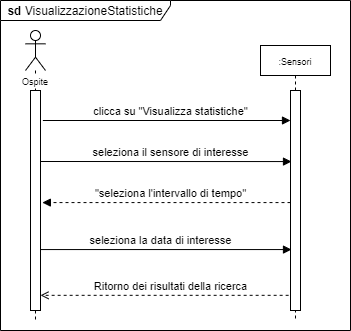 sd VisualizzazioneStatistiche
Ospite
:Sensori
clicca su "Visualizza statistiche"
seleziona il sensore di interesse
"seleziona l'intervallo di tempo"
seleziona la data di interesse
Ritorno dei risultati della ricerca